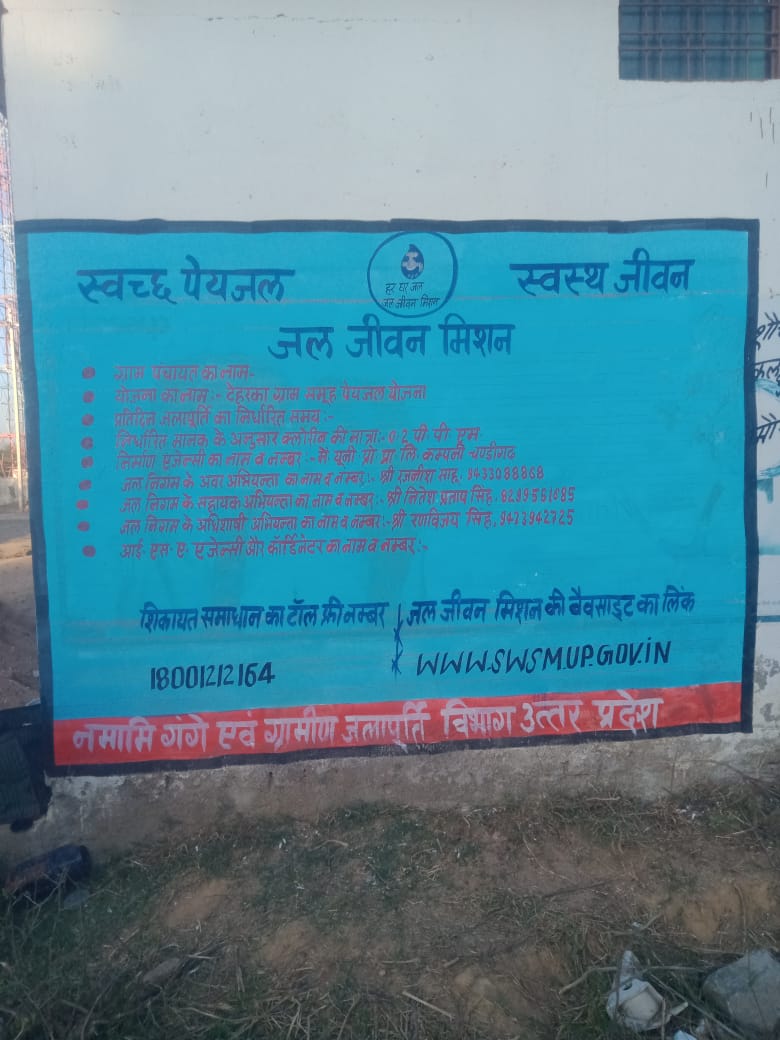 स्वच्छ पेयजल
हर घर जल
जल जीवन मिशन
स्वस्थ जीवन
जल जीवन मिशन
ग्राम पंचायत का नाम-
योजना का नाम:- टेहरका ग्राम समूह पेयजल योजना
प्रतिदिन जलापूर्ति का निर्धारित समय:-
निर्धारित मानक के अनुसार क्लोरीन की मात्रा:- 0.2 पी पी एम
निर्माण एजेन्सी का नाम व नम्बर:- मै. यूनी प्रो प्रा. लि. कम्पनी चण्डीगढ
जल निगम के अवर अभियन्ता का नाम व नम्बर:- श्री रजनीश साहू, 9433088868
जल निगम के सहायक अभियन्ता का नाम व नम्बर:- श्री नितेश प्रताप सिंह, 8299581685
जल निगम के अधिशाषी अभियन्ता का नाम व नम्बर:- श्री रणविजय सिंह, 9473942725
आई. एस. ए. एजेन्सी और कॉर्डिनेटर का नाम व नम्बर:-
शिकायत समाधान का टॉल फ्री नम्बर
18001212164
जल जीवन मिशन की बैवसाइट का लिंक
WWW.SWSM.UP.GOV.iN
नमामि गंगे एवं ग्रामीण जलापूर्ति विभाग उत्तर प्रदेश